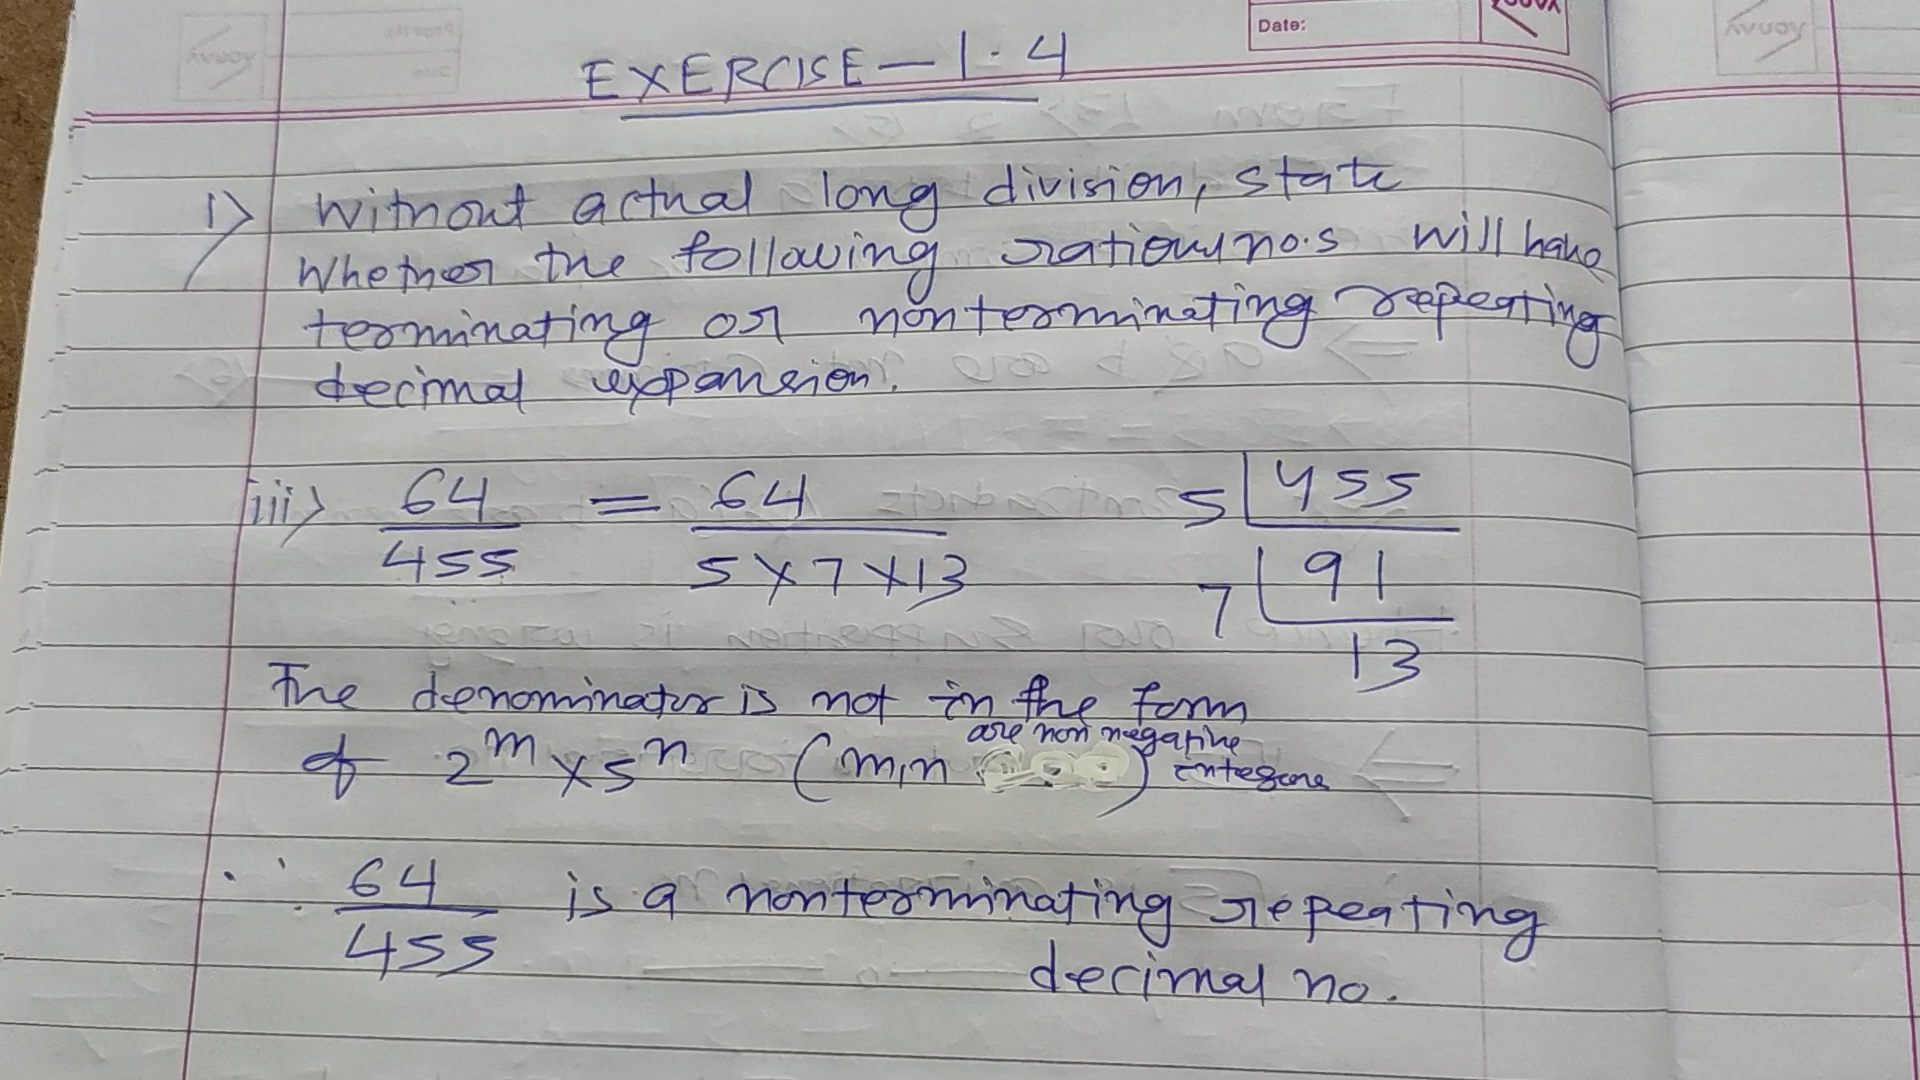 Date:
EXERCISE - 1.4
1) Without actual long division, state
Whether the following rational no.s will have
terminating or nonterminating repeating
decimal expansion.
iii) 64/455 = 64/(5×7×13)
5 | 455
7 | 91
13
The denominator is not in the form
of 2^m × 5^n (m,n are non negative integers)
∴ 64/455 is a nonterminating repeating
decimal no.